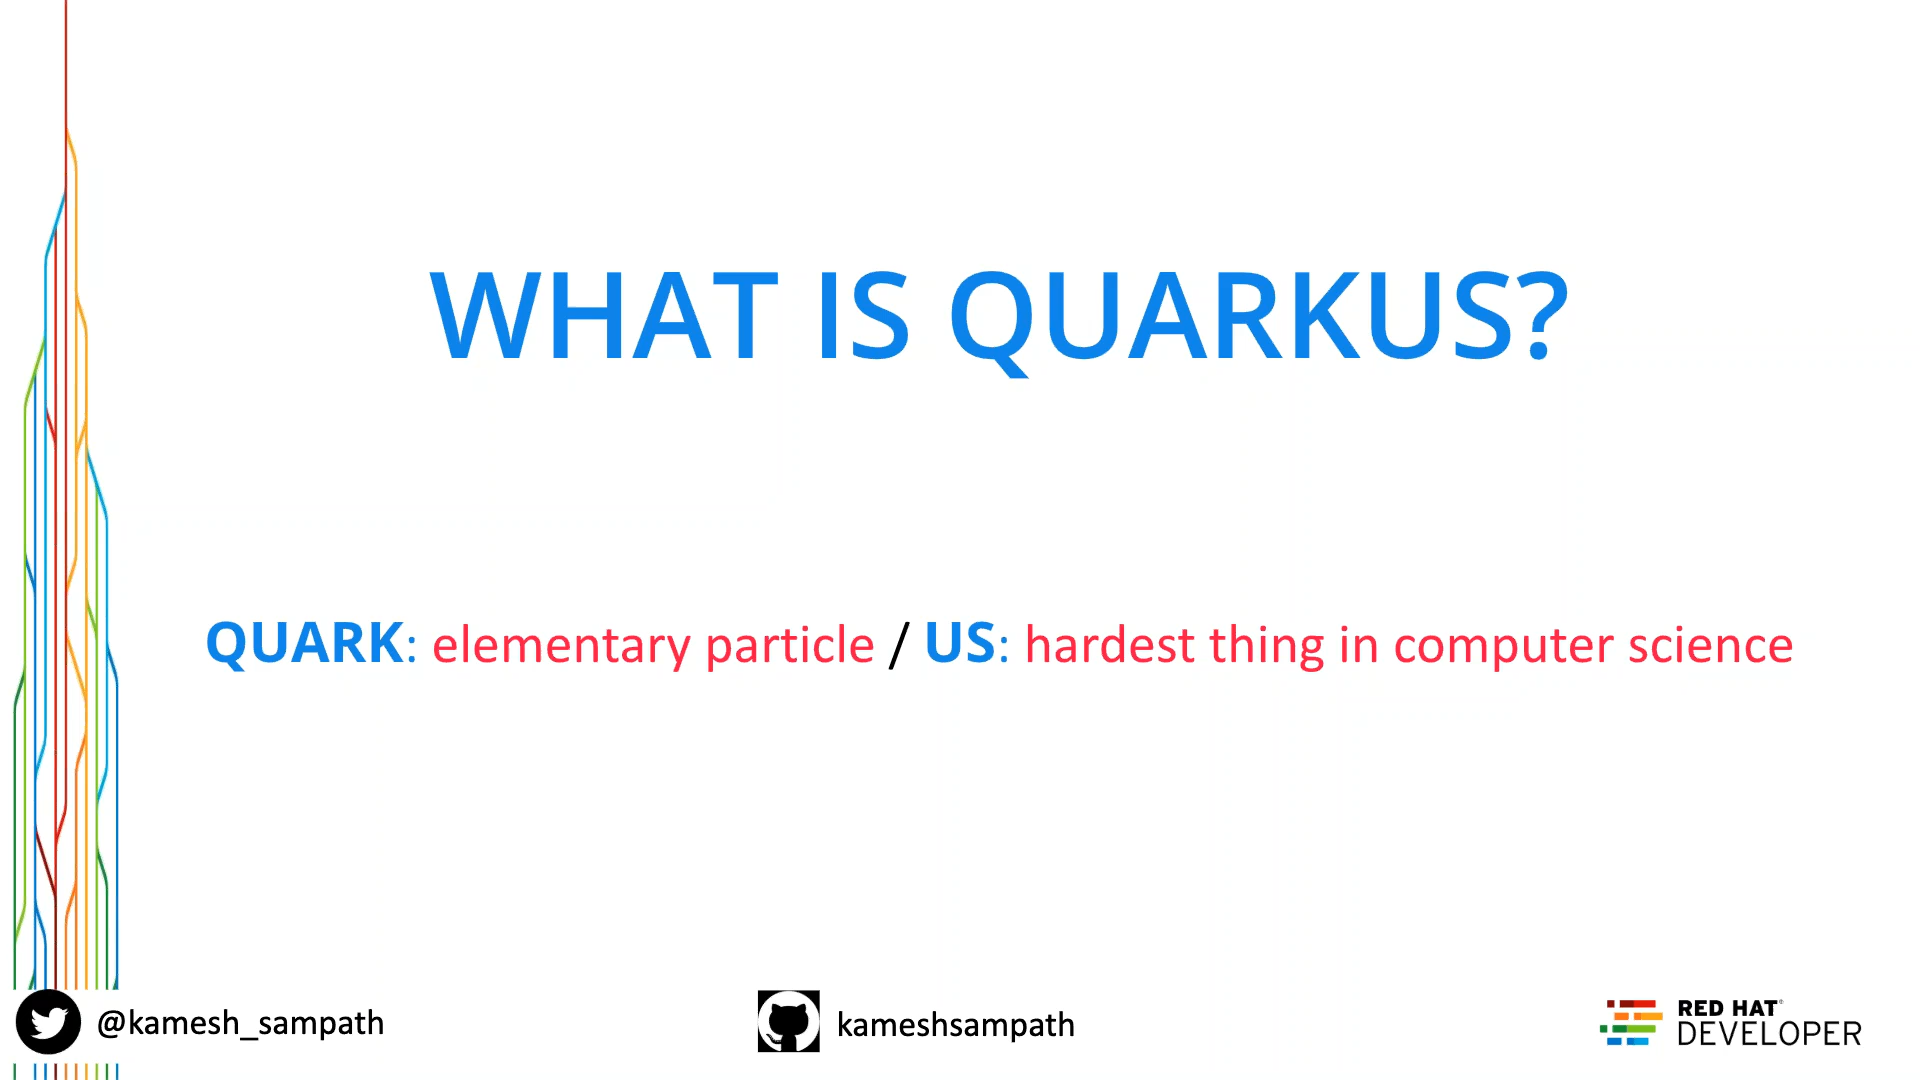 WHAT IS QUARKUS?
QUARK: elementary particle / US: hardest thing in computer science
@kamesh_sampath
kameshsampath
RED HAT®
DEVELOPER